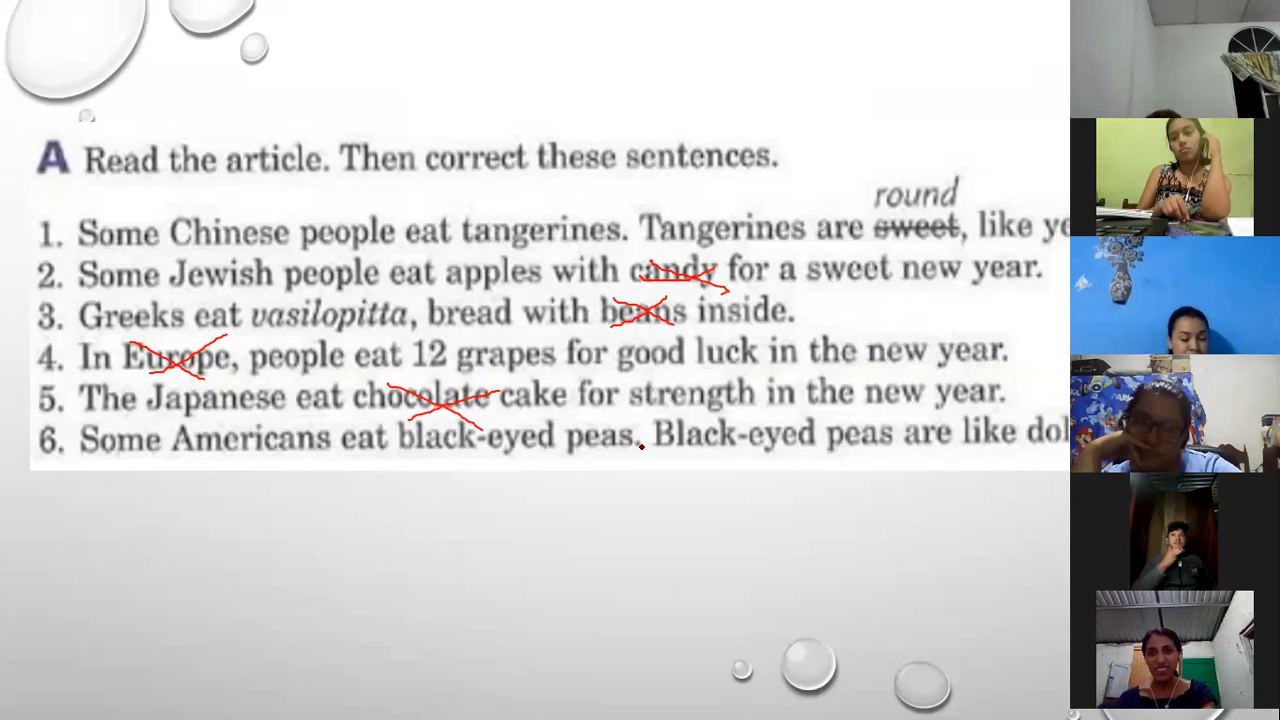 A Read the article. Then correct these sentences.
round
1. Some Chinese people eat tangerines. Tangerines are sweet, like
2. Some Jewish people eat apples with candy for a sweet new year.
3. Greeks eat vasilopitta, bread with beans inside.
4. In Europe, people eat 12 grapes for good luck in the new year.
5. The Japanese eat chocolate cake for strength in the new year.
6. Some Americans eat black-eyed peas. Black-eyed peas are like